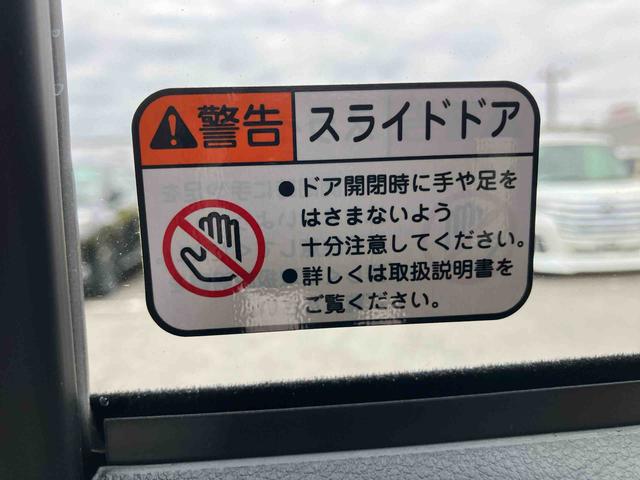 警告 スライドドア
●ドア開閉時に手や足を
はさまないよう
十分注意してください。
●詳しくは取扱説明書を
ご覧ください。